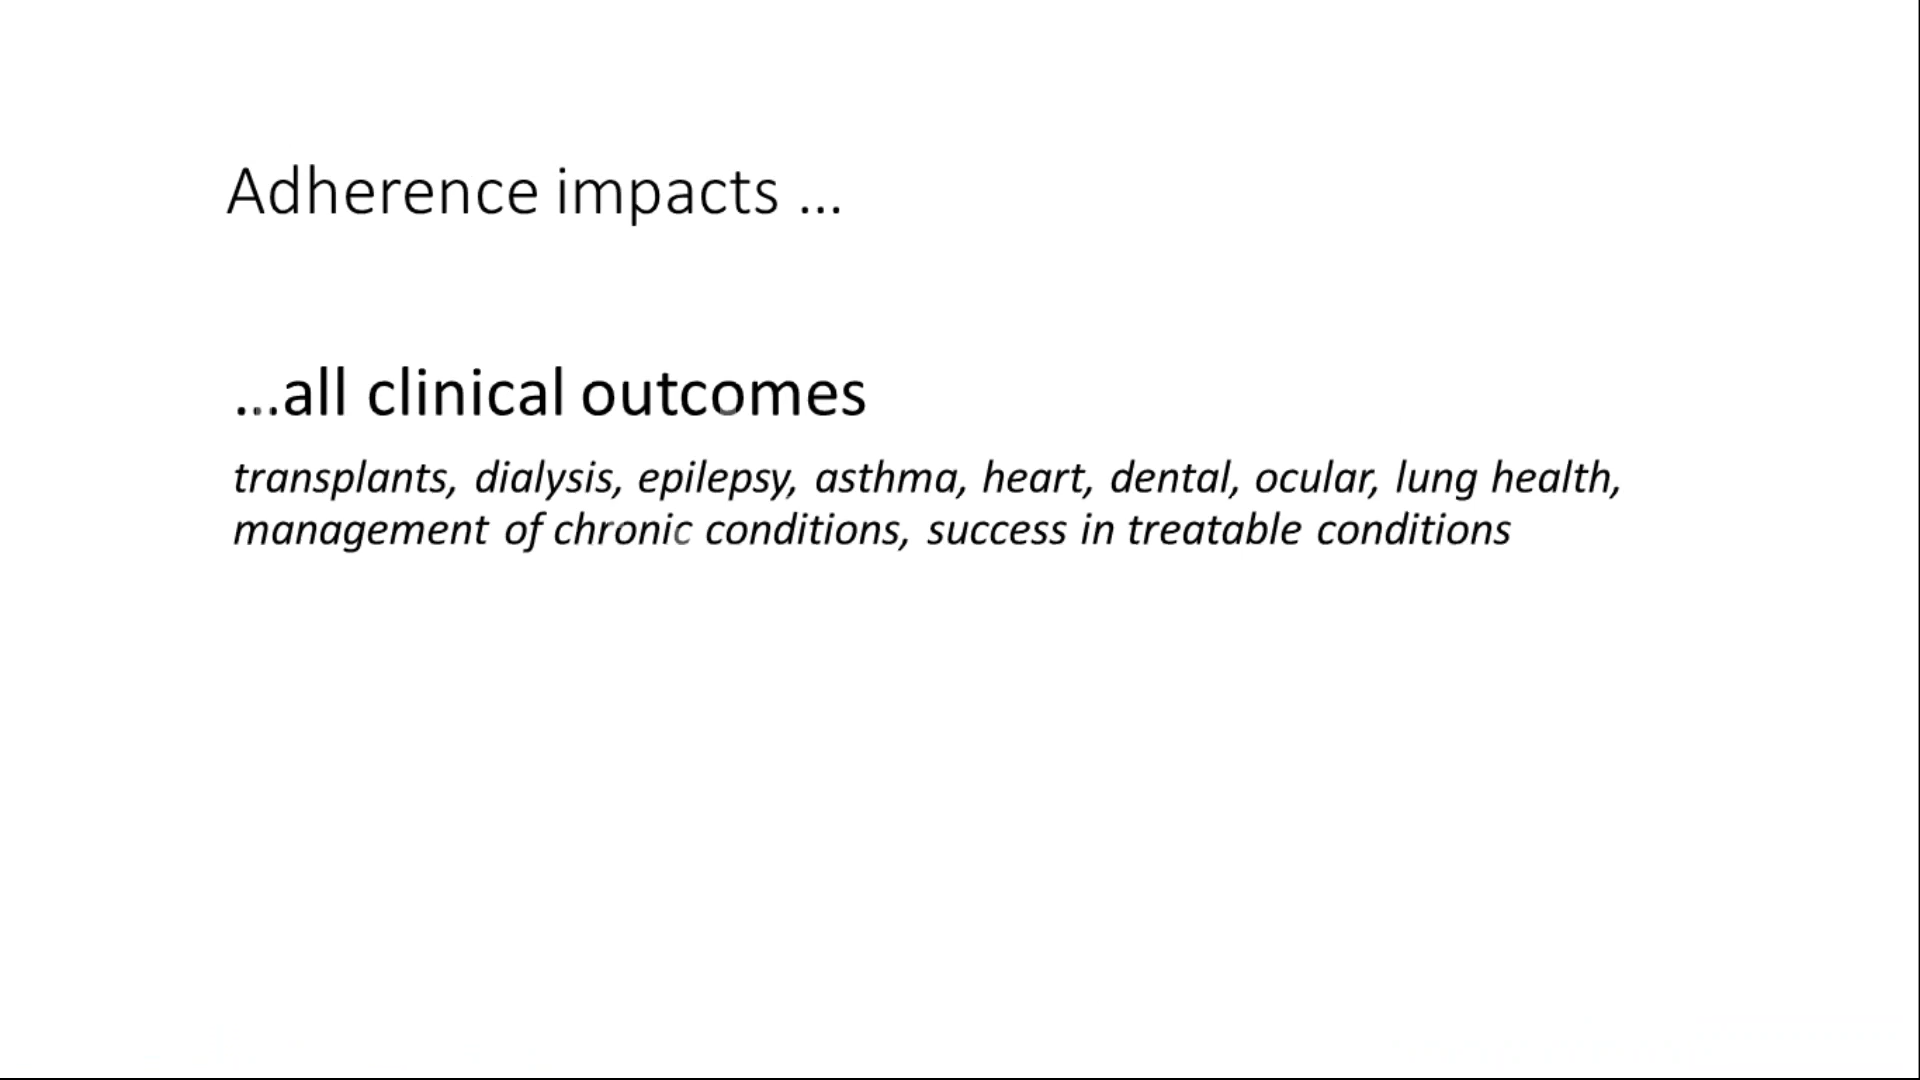 Adherence impacts ...
...all clinical outcomes
transplants, dialysis, epilepsy, asthma, heart, dental, ocular, lung health,
management of chronic conditions, success in treatable conditions